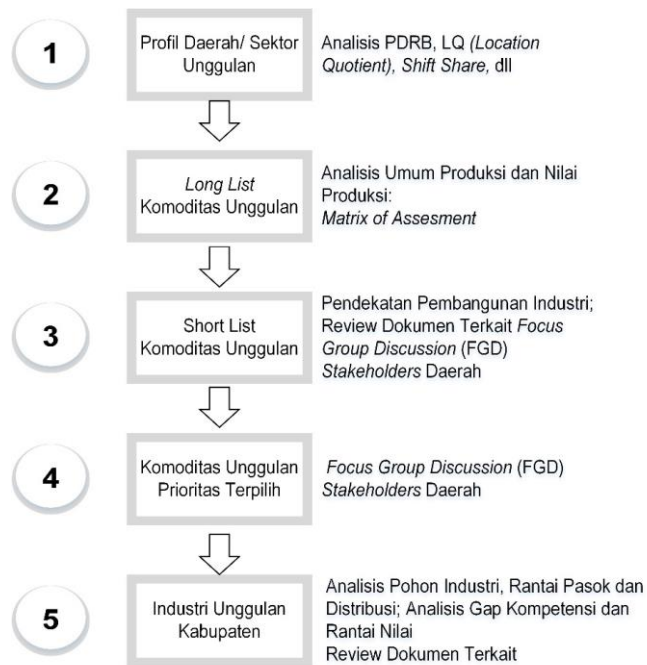 1
Profil Daerah/ Sektor
Unggulan
Analisis PDRB, LQ (Location
Quotient), Shift Share, dll
2
Long List
Komoditas Unggulan
Analisis Umum Produksi dan Nilai
Produksi:
Matrix of Assesment
3
Short List
Komoditas Unggulan
Pendekatan Pembangunan Industri;
Review Dokumen Terkait Focus
Group Discussion (FGD)
Stakeholders Daerah
4
Komoditas Unggulan
Prioritas Terpilih
Focus Group Discussion (FGD)
Stakeholders Daerah
5
Industri Unggulan
Kabupaten
Analisis Pohon Industri, Rantai Pasok dan
Distribusi; Analisis Gap Kompetensi dan
Rantai Nilai
Review Dokumen Terkait